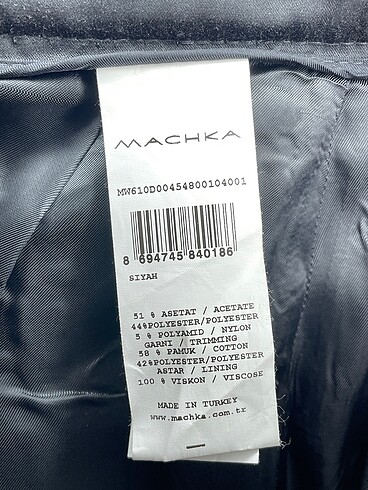 MACHKA
MW610D00454800104001
8 694745 840186
SIYAH
51 % ASETAT / ACETATE
44%POLYESTER/POLYESTER
5 % POLYAMID / NYLON
GARNI / TRIMMING
58 % PAMUK / COTTON
42%POLYESTER/POLYESTER
ASTAR / LINING
100 % VISKON / VISCOSE
MADE IN TURKEY
www.machka.com.tr